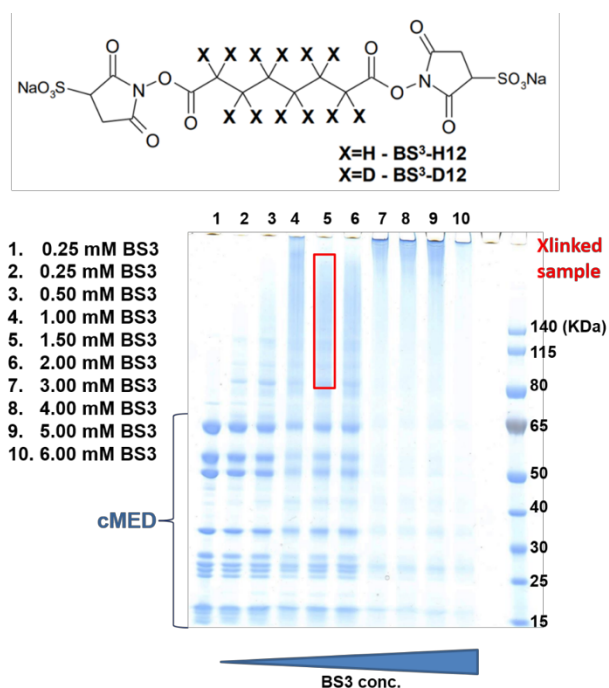 X X X X X X
O O O O
NaO₃S N O O N SO₃Na
O O O O
X X X X X X
X=H - BS³-H12
X=D - BS³-D12
1 2 3 4 5 6 7 8 9 10
Xlinked
sample
1. 0.25 mM BS3
2. 0.25 mM BS3
3. 0.50 mM BS3
4. 1.00 mM BS3
5. 1.50 mM BS3
6. 2.00 mM BS3
7. 3.00 mM BS3
8. 4.00 mM BS3
9. 5.00 mM BS3
10. 6.00 mM BS3
cMED
140 (KDa)
115
80
65
50
40
30
25
15
BS3 conc.